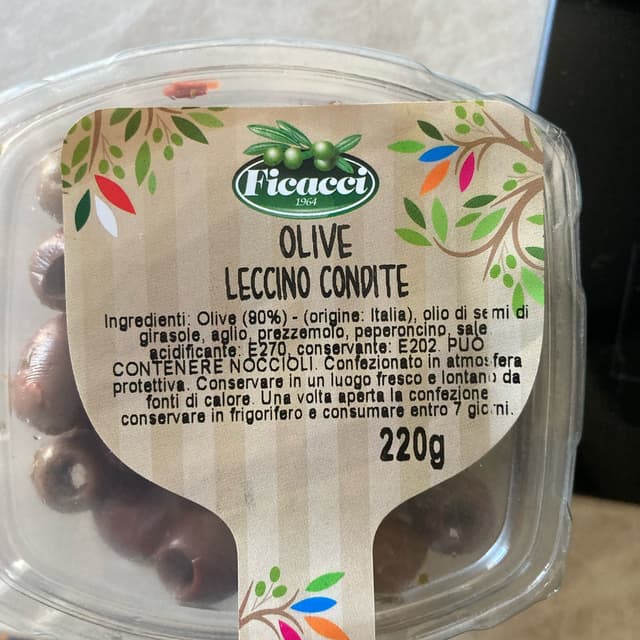 Ficacci
1964
OLIVE
LECCINO CONDITE
Ingredienti: Olive (90%) - (origine: Italia), olio di semi di
girasole, aglio, prezzemolo, peperoncino, sale,
acidificante: E270, conservante: E202. PUÒ
CONTENERE NOCCIOLI. Confezionato in atmosfera
protettiva. Conservare in un luogo fresco e lontano da
fonti di calore. Una volta aperta la confezione
conservare in frigorifero e consumare entro 7 giorni.
220g